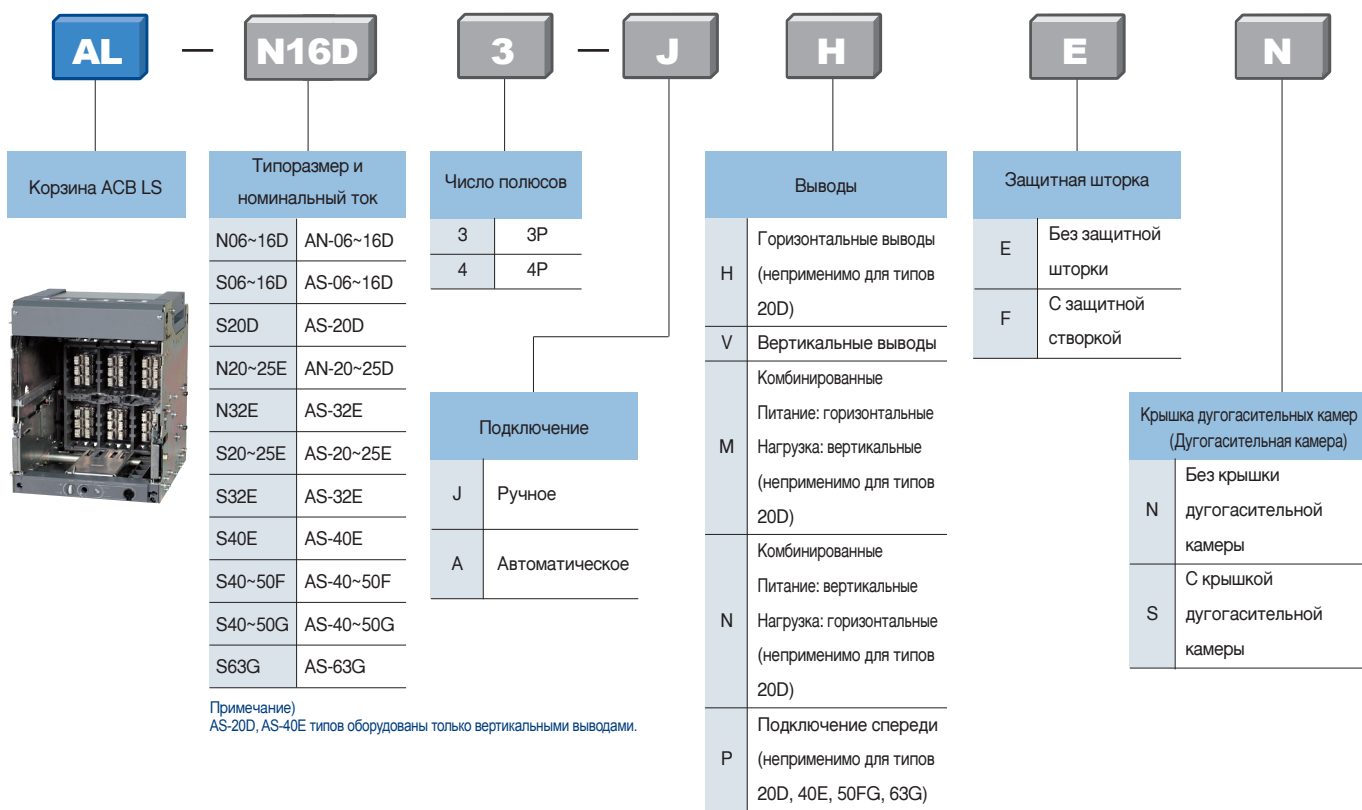 AL — N16D 3 — J H E N
Корзина ACB LS
Типоразмер и
номинальный ток
N06~16D AN-06~16D
S06~16D AS-06~16D
S20D AS-20D
N20~25E AN-20~25D
N32E AS-32E
S20~25E AS-20~25E
S32E AS-32E
S40E AS-40E
S40~50F AS-40~50F
S40~50G AS-40~50G
S63G AS-63G
Примечание)
AS-20D, AS-40E типов оборудованы только вертикальными выводами.
Число полюсов
3 3P
4 4P
Подключение
J Ручное
A Автоматическое
Выводы
H
Горизонтальные выводы
(неприменимо для типов
20D)
V Вертикальные выводы
M
Комбинированные
Питание: горизонтальные
Нагрузка: вертикальные
(неприменимо для типов
20D)
N
Комбинированные
Питание: вертикальные
Нагрузка: горизонтальные
(неприменимо для типов
20D)
P
Подключение спереди
(неприменимо для типов
20D, 40E, 50FG, 63G)
Защитная шторка
E
Без защитной
шторки
F
С защитной
створкой
Крышка дугогасительных камер
(Дугогасительная камера)
N
Без крышки
дугогасительной
камеры
S
С крышкой
дугогасительной
камеры